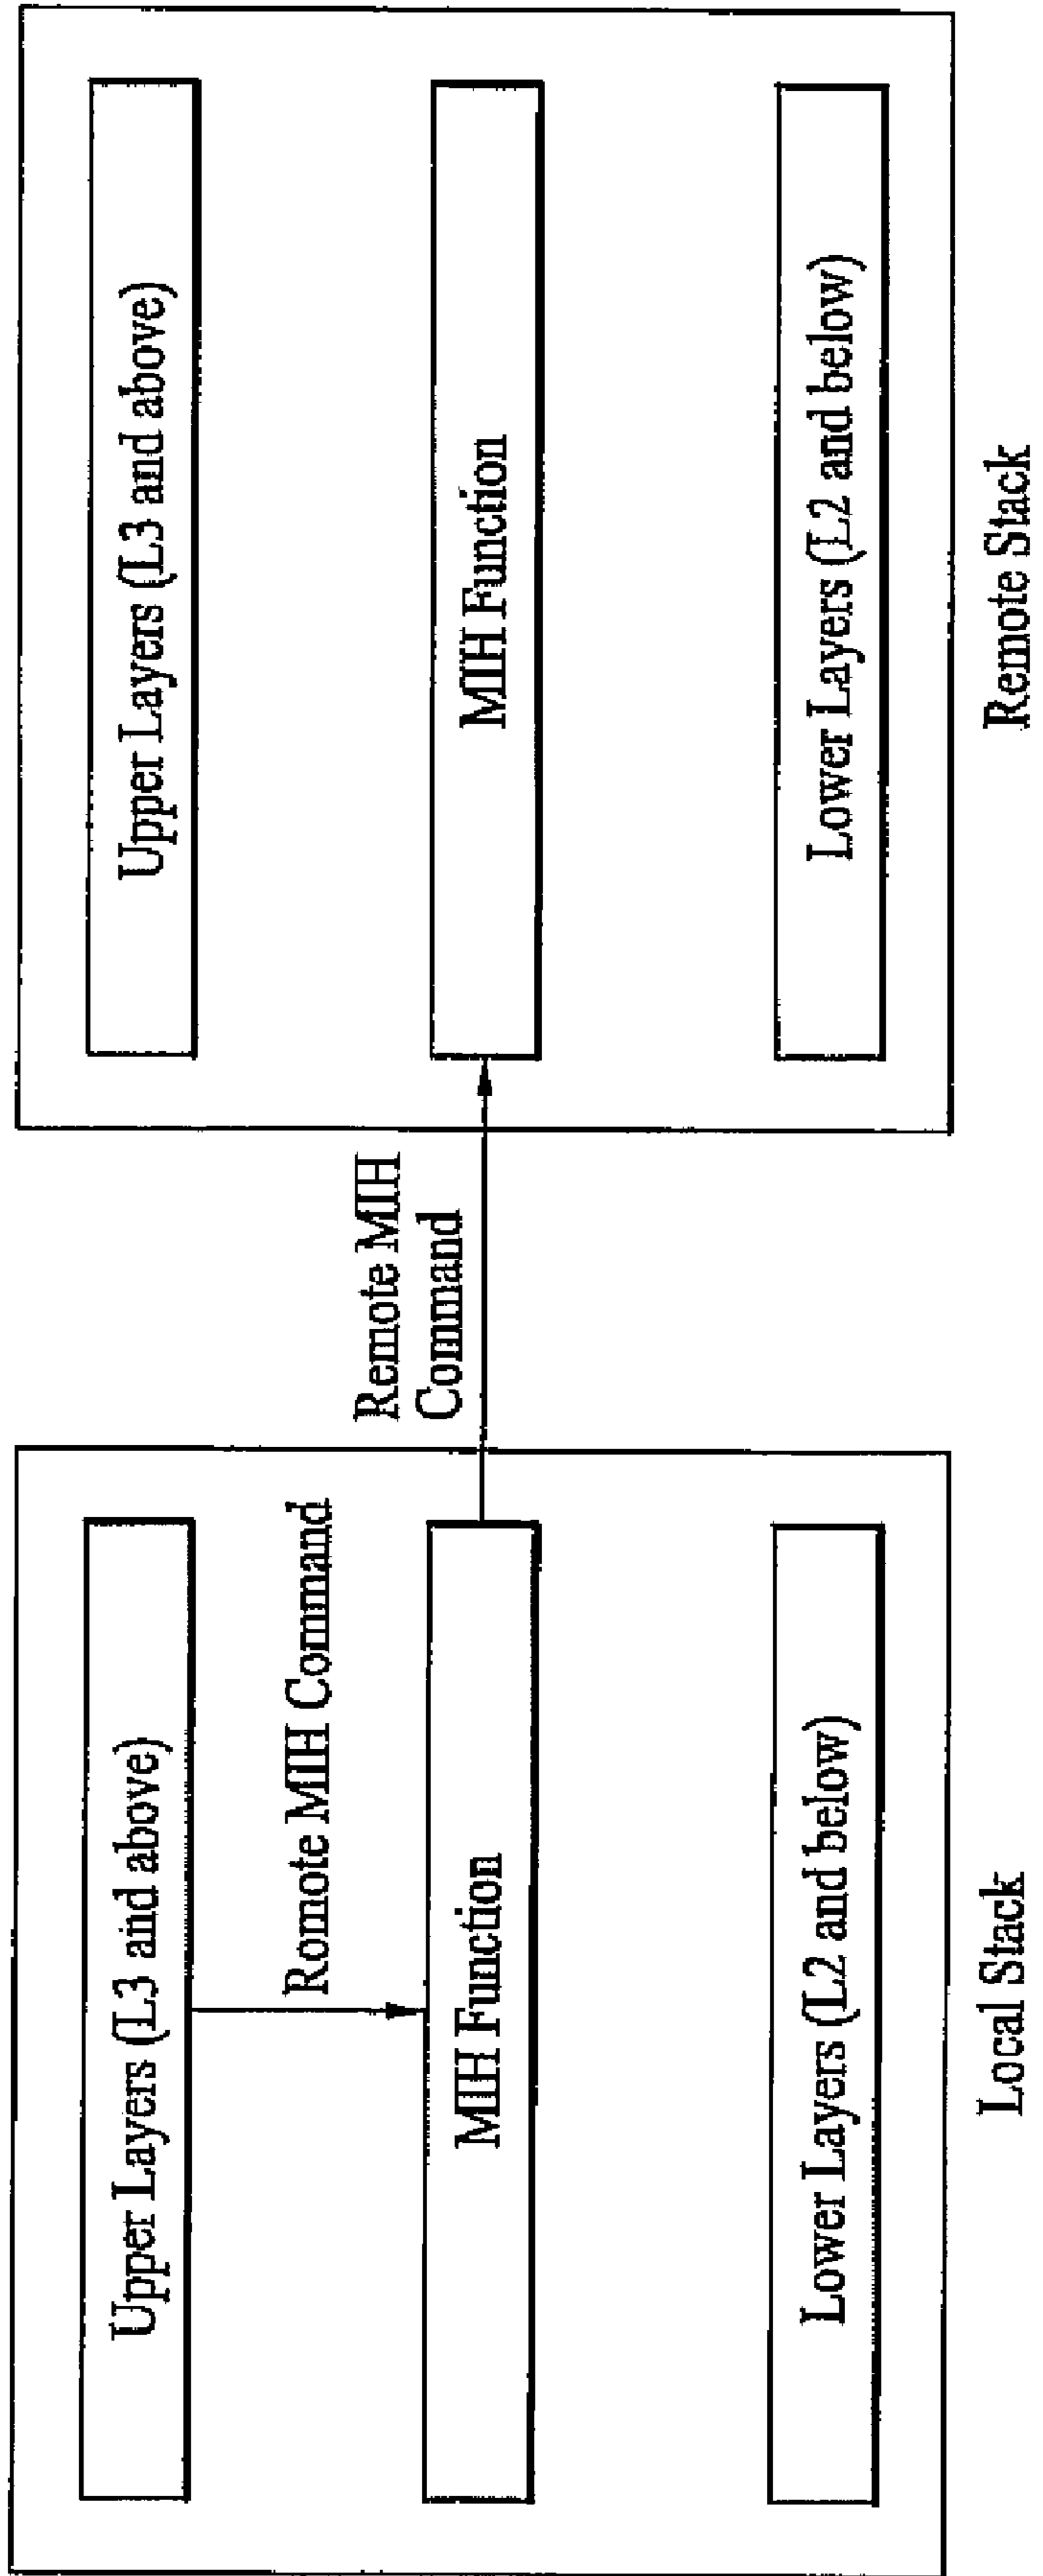 Upper Layers (L3 and above)
Romote MIH Command
MIH Function
Lower Layers (L2 and below)
Local Stack
Remote MIH
Command
Upper Layers (L3 and above)
MIH Function
Lower Layers (L2 and below)
Remote Stack